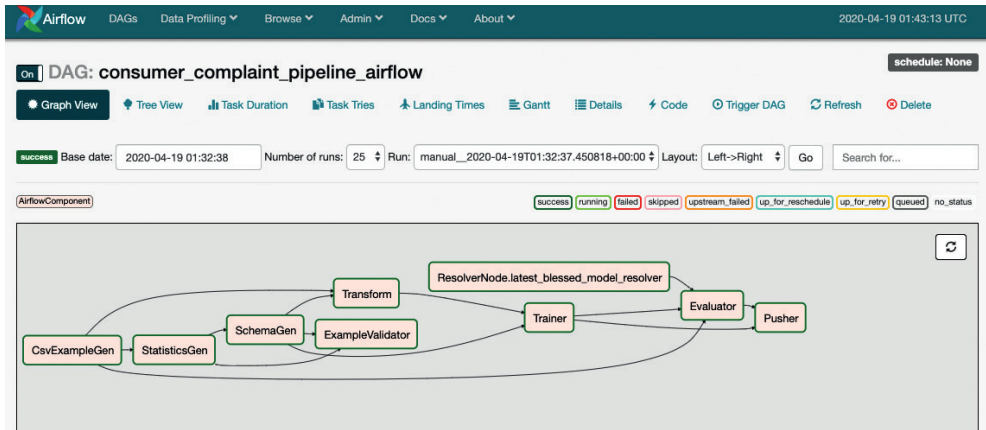 Airflow DAGs Data Profiling Browse Admin Docs About 2020-04-19 01:43:13 UTC
On DAG: consumer_complaint_pipeline_airflow schedule: None
Graph View Tree View Task Duration Task Tries Landing Times Gantt Details Code Trigger DAG Refresh Delete
success Base date: 2020-04-19 01:32:38 Number of runs: 25 Run: manual__2020-04-19T01:32:37.450818+00:00 Layout: Left->Right Go Search for...
AirflowComponent success running failed skipped upstream_failed up_for_reschedule up_for_retry queued no_status
ResolverNode.latest_blessed_model_resolver
Transform
Evaluator
Trainer Pusher
SchemaGen ExampleValidator
CsvExampleGen StatisticsGen